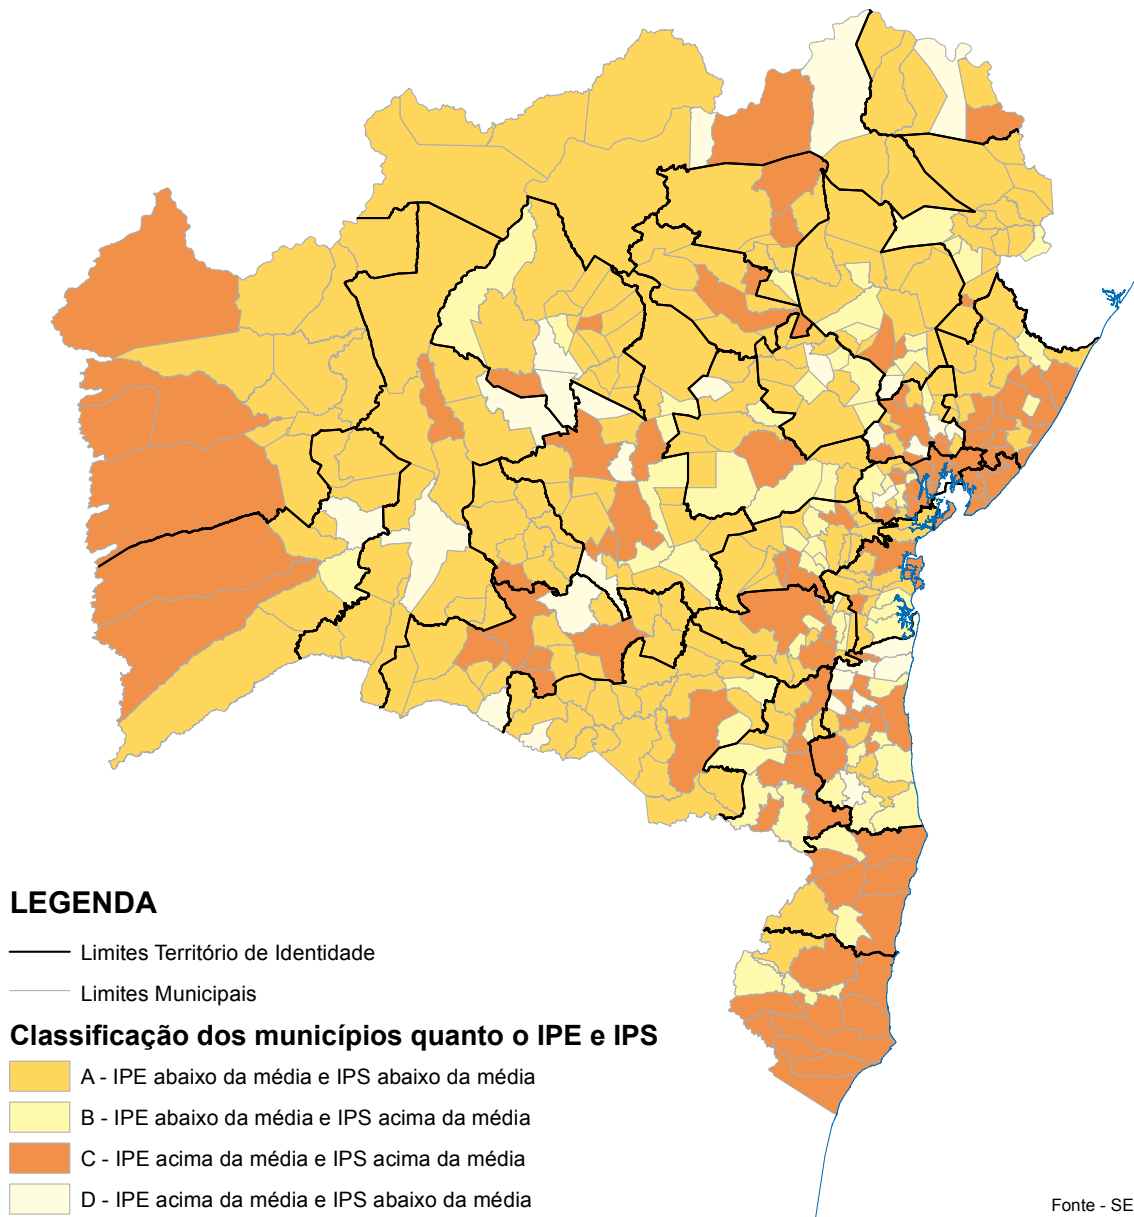 LEGENDA
Limites Território de Identidade
Limites Municipais
Classificação dos municípios quanto o IPE e IPS
A - IPE abaixo da média e IPS abaixo da média
B - IPE abaixo da média e IPS acima da média
C - IPE acima da média e IPS acima da média
D - IPE acima da média e IPS abaixo da média
Fonte - SE